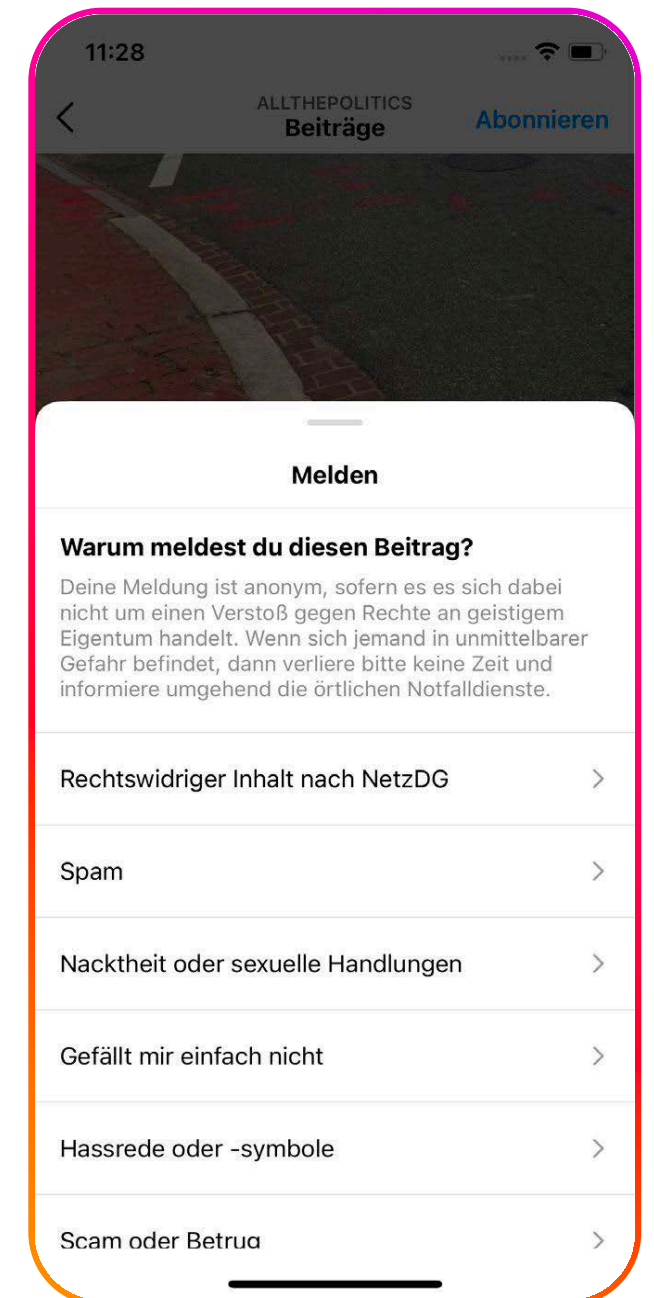 11:28
ALLTHEPOLITICS
Beiträge
Abonnieren
Melden
Warum meldest du diesen Beitrag?
Deine Meldung ist anonym, sofern es es sich dabei
nicht um einen Verstoß gegen Rechte an geistigem
Eigentum handelt. Wenn sich jemand in unmittelbarer
Gefahr befindet, dann verliere bitte keine Zeit und
informiere umgehend die örtlichen Notfalldienste.
Rechtswidriger Inhalt nach NetzDG
Spam
Nacktheit oder sexuelle Handlungen
Gefällt mir einfach nicht
Hassrede oder -symbole
Scam oder Betrug